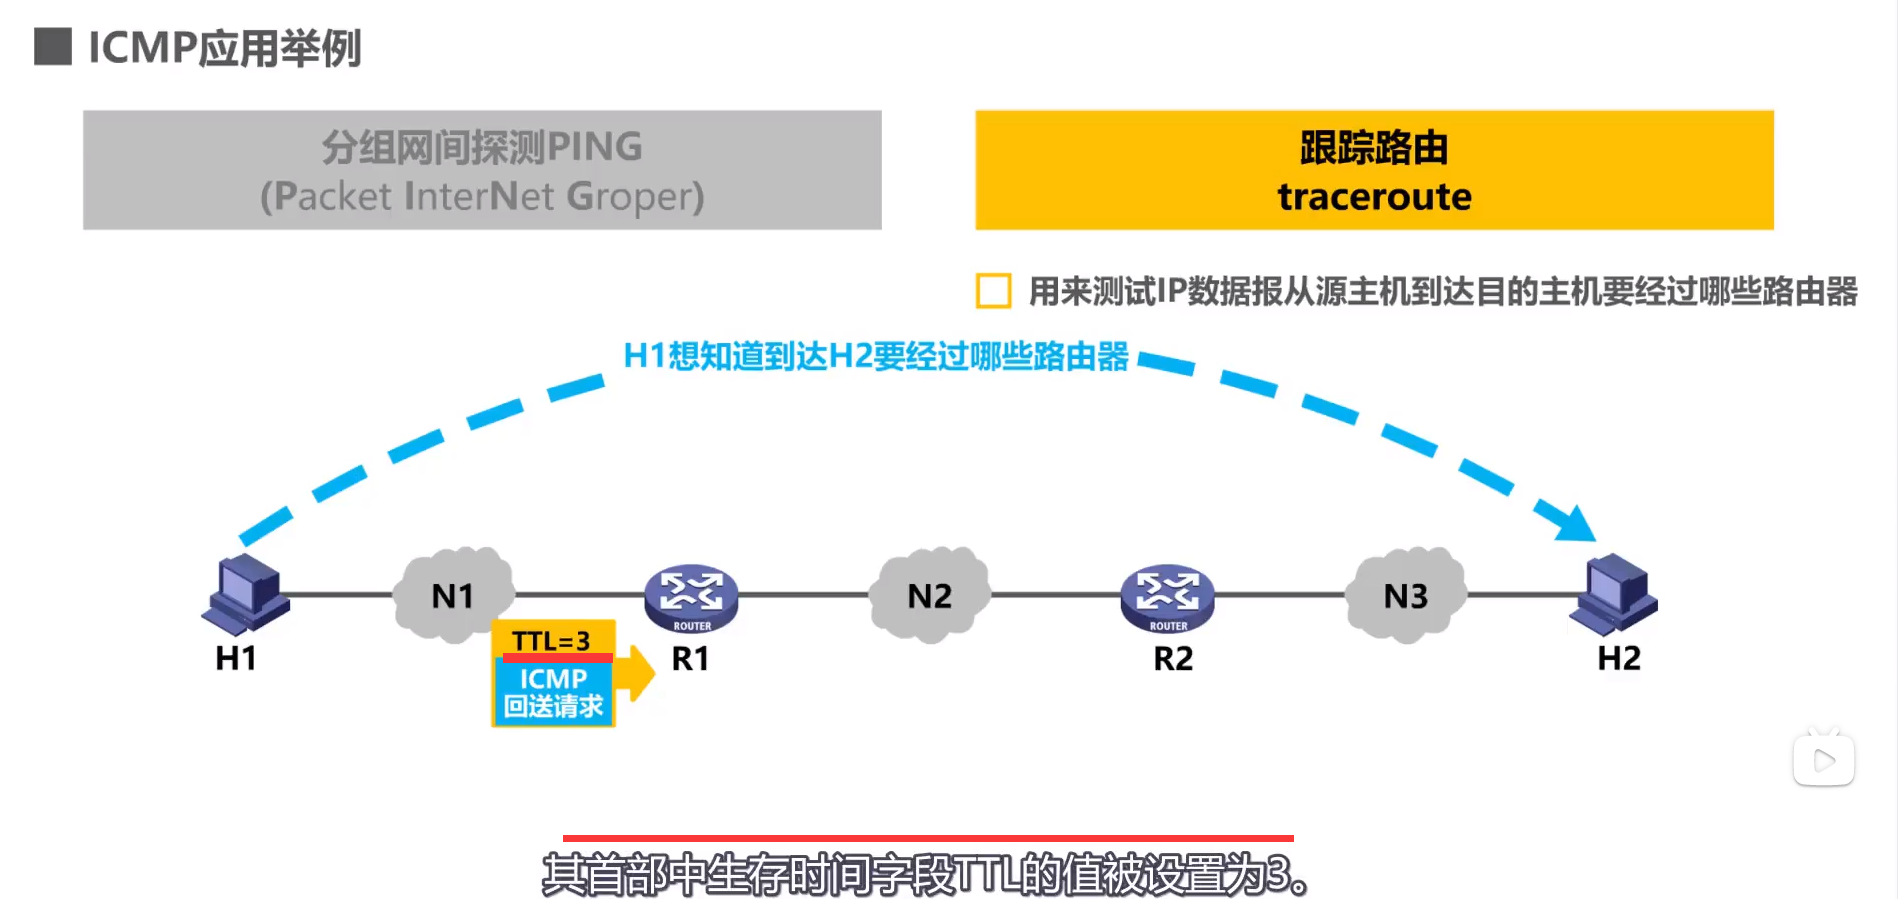 ICMP应用举例
分组网间探测PING
(Packet InterNet Groper)
跟踪路由
traceroute
用来测试IP数据报从源主机到达目的主机要经过哪些路由器
H1想知道到达H2要经过哪些路由器
N1
N2
N3
ROUTER
ROUTER
H1
R1
R2
H2
TTL=3
ICMP
回送请求
其首部中生存时间字段TTL的值被设置为3。